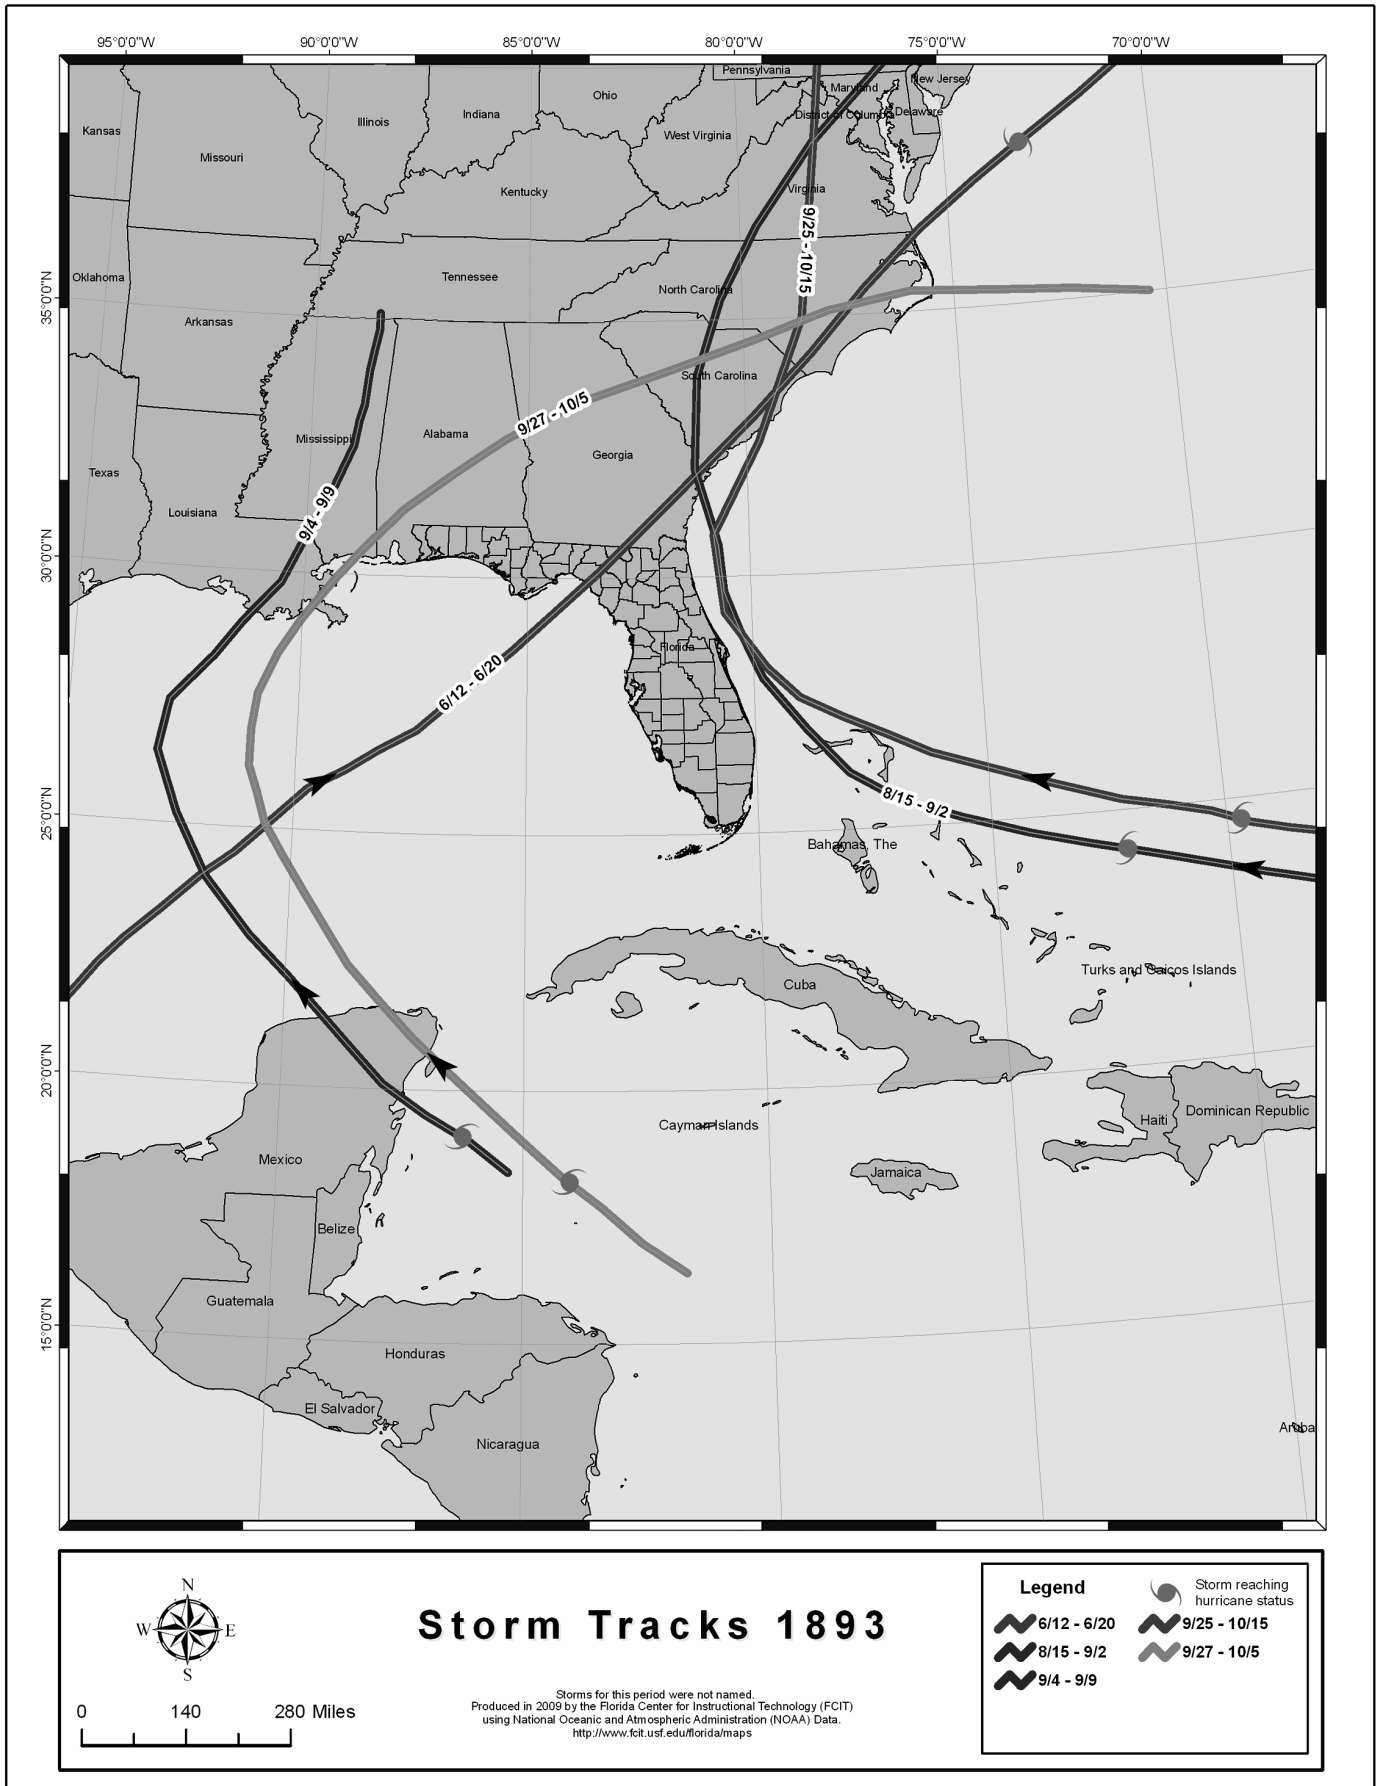 95°0'0"W 90°0'0"W 85°0'0"W 80°0'0"W 75°0'0"W 70°0'0"W
Pennsylvania
New Jersey
Maryland
Ohio
Delaware
Indiana
District of Columbia
Illinois
Kansas
West Virginia
Missouri
Virginia
Kentucky
9/25 - 10/15
Oklahoma
Tennessee
North Carolina
35°0'0"N
Arkansas
South Carolina
9/27 - 10/5
Alabama
Mississippi
Georgia
Texas
Louisiana
9/4 - 9/9
30°0'0"N
Florida
6/12 - 6/20
8/15 - 9/2
25°0'0"N
Bahamas, The
Turks and Caicos Islands
Cuba
20°0'0"N
Dominican Republic
Haiti
Cayman Islands
Mexico
Jamaica
Belize
Guatemala
15°0'0"N
Honduras
El Salvador
Aruba
Nicaragua
N
W E
S
0 140 280 Miles
Storm Tracks 1893
Storms for this period were not named.
Produced in 2009 by the Florida Center for Instructional Technology (FCIT)
using National Oceanic and Atmospheric Administration (NOAA) Data.
http://www.fcit.usf.edu/florida/maps
Legend
Storm reaching
hurricane status
6/12 - 6/20
9/25 - 10/15
8/15 - 9/2
9/27 - 10/5
9/4 - 9/9